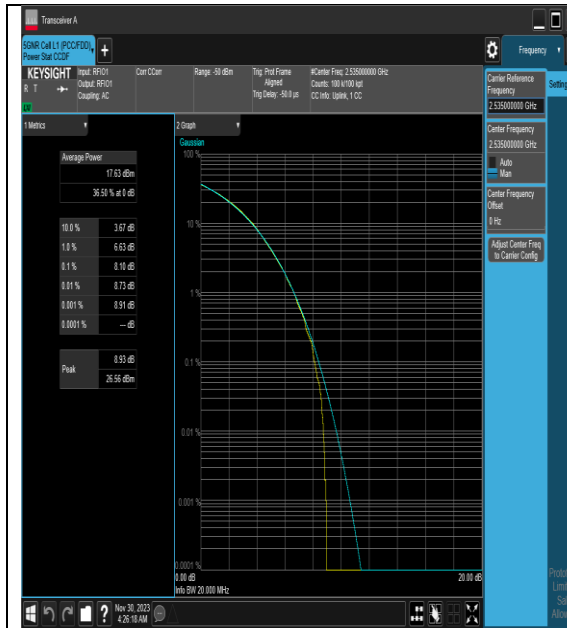 Transceiver A
5GNR Cell L1 (PCC/FDD)
Power Stat CCDF
Frequency
KEYSIGHT
R T
Input: RFIO1
Output: RFIO1
Coupling: AC
Corr CCorr
Range: -50 dBm
Trig: Prot Frame
Aligned
Trig Delay: -50.0 µs
#Center Freq: 2.535000000 GHz
Counts: 100 k/100 kpt
CC Info: Uplink, 1 CC
Carrier Reference
Frequency
2.535000000 GHz
Setting
Center Frequency
2.535000000 GHz
Auto
Man
Center Frequency
Offset
0 Hz
Adjust Center Freq
to Carrier Config
1 Metrics
Average Power
17.63 dBm
36.50 % at 0 dB
10.0 % 3.67 dB
1.0 % 6.63 dB
0.1 % 8.10 dB
0.01 % 8.73 dB
0.001 % 8.91 dB
0.0001 % --- dB
Peak
8.93 dB
26.56 dBm
2 Graph
Gaussian
100 %
10 %
1 %
0.1 %
0.01 %
0.001 %
0.0001 %
0.00 dB
20.00 dB
Info BW 20.000 MHz
Nov 30, 2023
4:26:18 AM